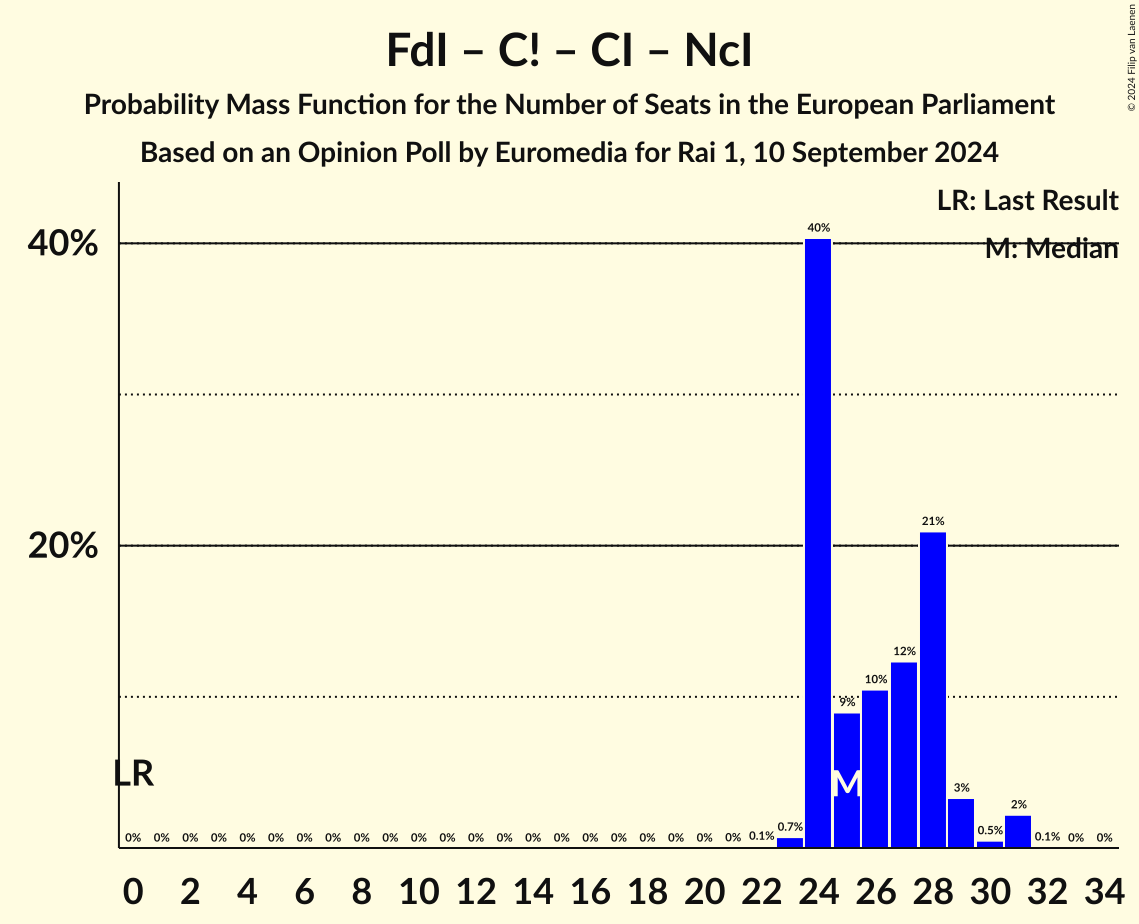 FdI – C! – CI – NcI
Probability Mass Function for the Number of Seats in the European Parliament
Based on an Opinion Poll by Euromedia for Rai 1, 10 September 2024
© 2024 Filip van Laenen
LR: Last Result
M: Median
40%
20%
40%
21%
12%
10%
9%
3%
2%
0.7%
0.5%
0.1%
0.1%
LR
M
0% 0% 0% 0% 0% 0% 0% 0% 0% 0% 0% 0% 0% 0% 0% 0% 0% 0% 0% 0% 0% 0% 0% 0%
0 2 4 6 8 10 12 14 16 18 20 22 24 26 28 30 32 34